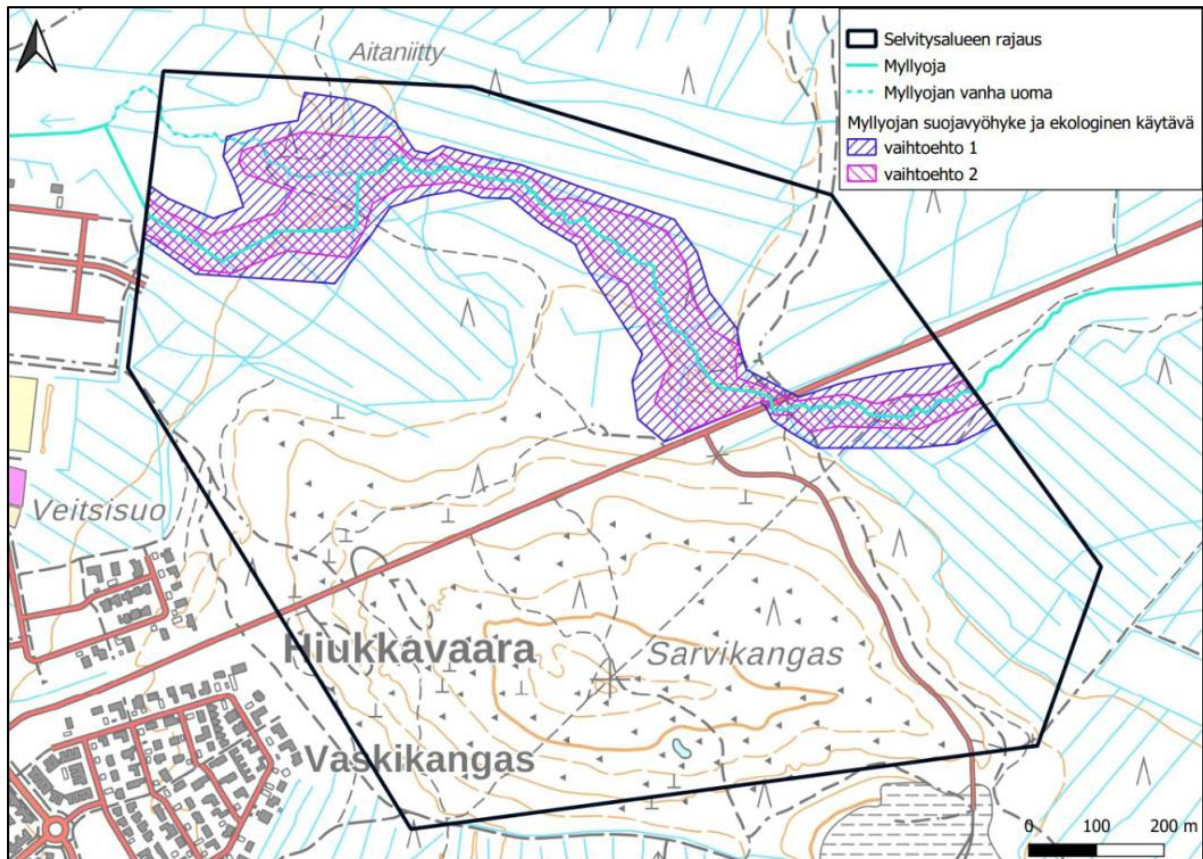 Aitaniitty
Selvitysalueen rajaus
Myllyoja
Myllyojan vanha uoma
Myllyojan suojavyöhyke ja ekologinen käytävä
vaihtoehto 1
vaihtoehto 2
Veitsisuo
Hiukkavaara
Sarvikangas
Vaskikangas
0 100 200 m